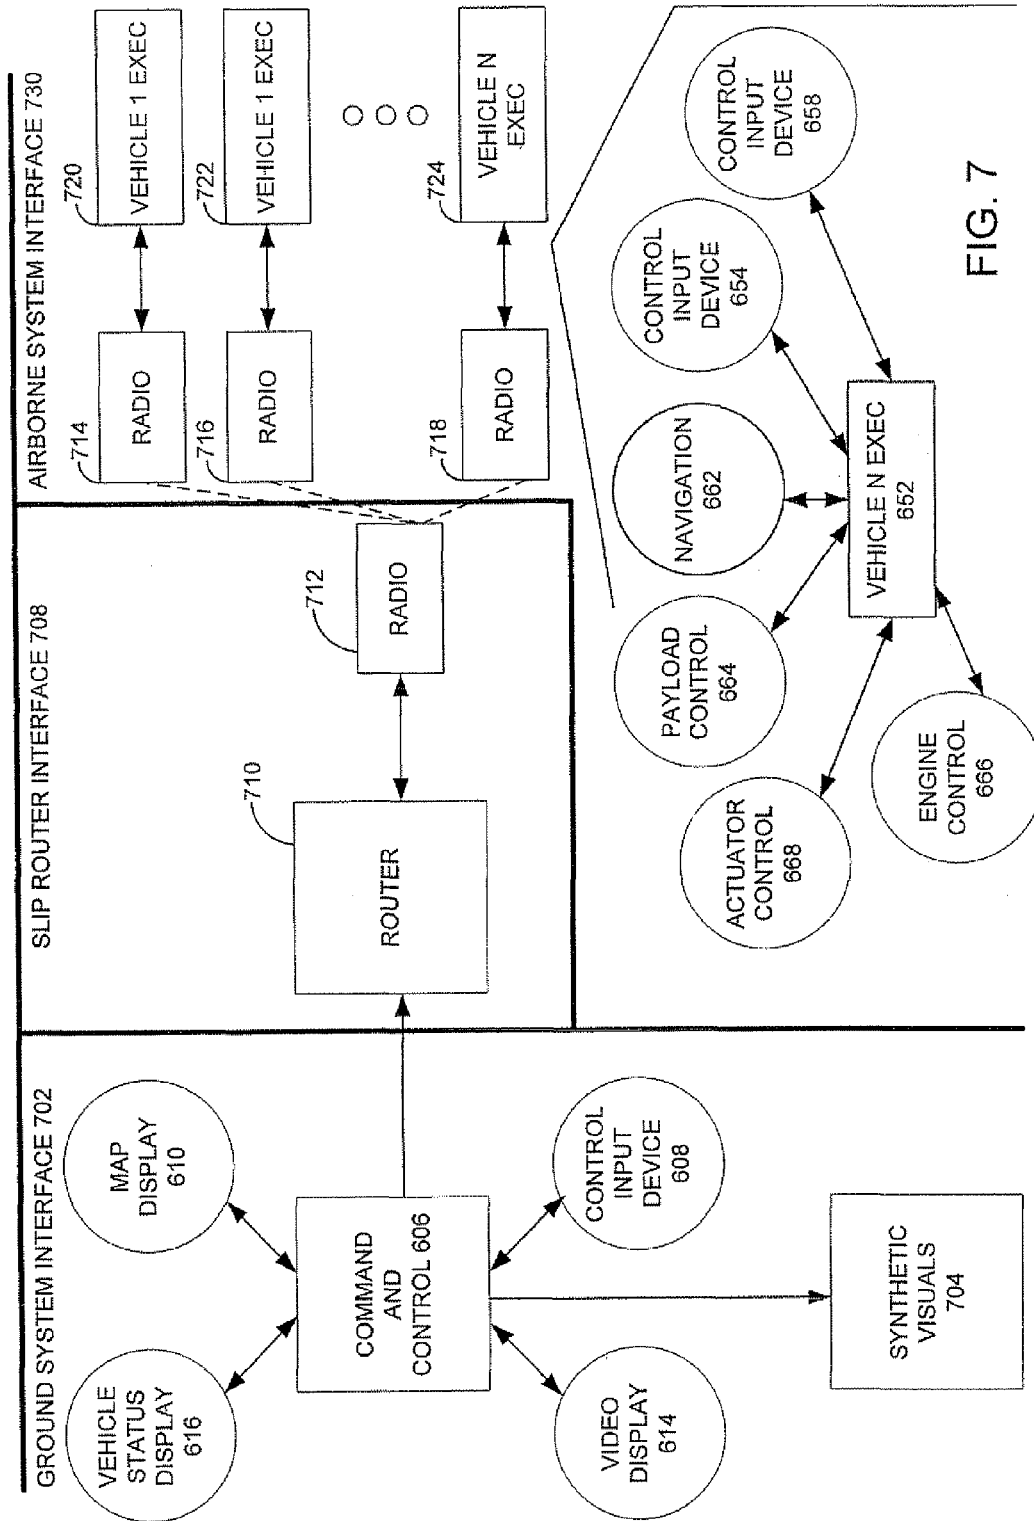 GROUND SYSTEM INTERFACE 702
VEHICLE
STATUS
DISPLAY
616
MAP
DISPLAY
610
COMMAND
AND
CONTROL 606
VIDEO
DISPLAY
614
CONTROL
INPUT
DEVICE
608
SYNTHETIC
VISUALS
704
SLIP ROUTER INTERFACE 708
710
ROUTER
712
RADIO
AIRBORNE SYSTEM INTERFACE 730
714
RADIO
720
VEHICLE 1 EXEC
716
RADIO
722
VEHICLE 1 EXEC
718
RADIO
724
VEHICLE N
EXEC
ACTUATOR
CONTROL
668
PAYLOAD
CONTROL
664
NAVIGATION
662
CONTROL
INPUT
DEVICE
654
CONTROL
INPUT
DEVICE
658
VEHICLE N EXEC
652
ENGINE
CONTROL
666
FIG. 7